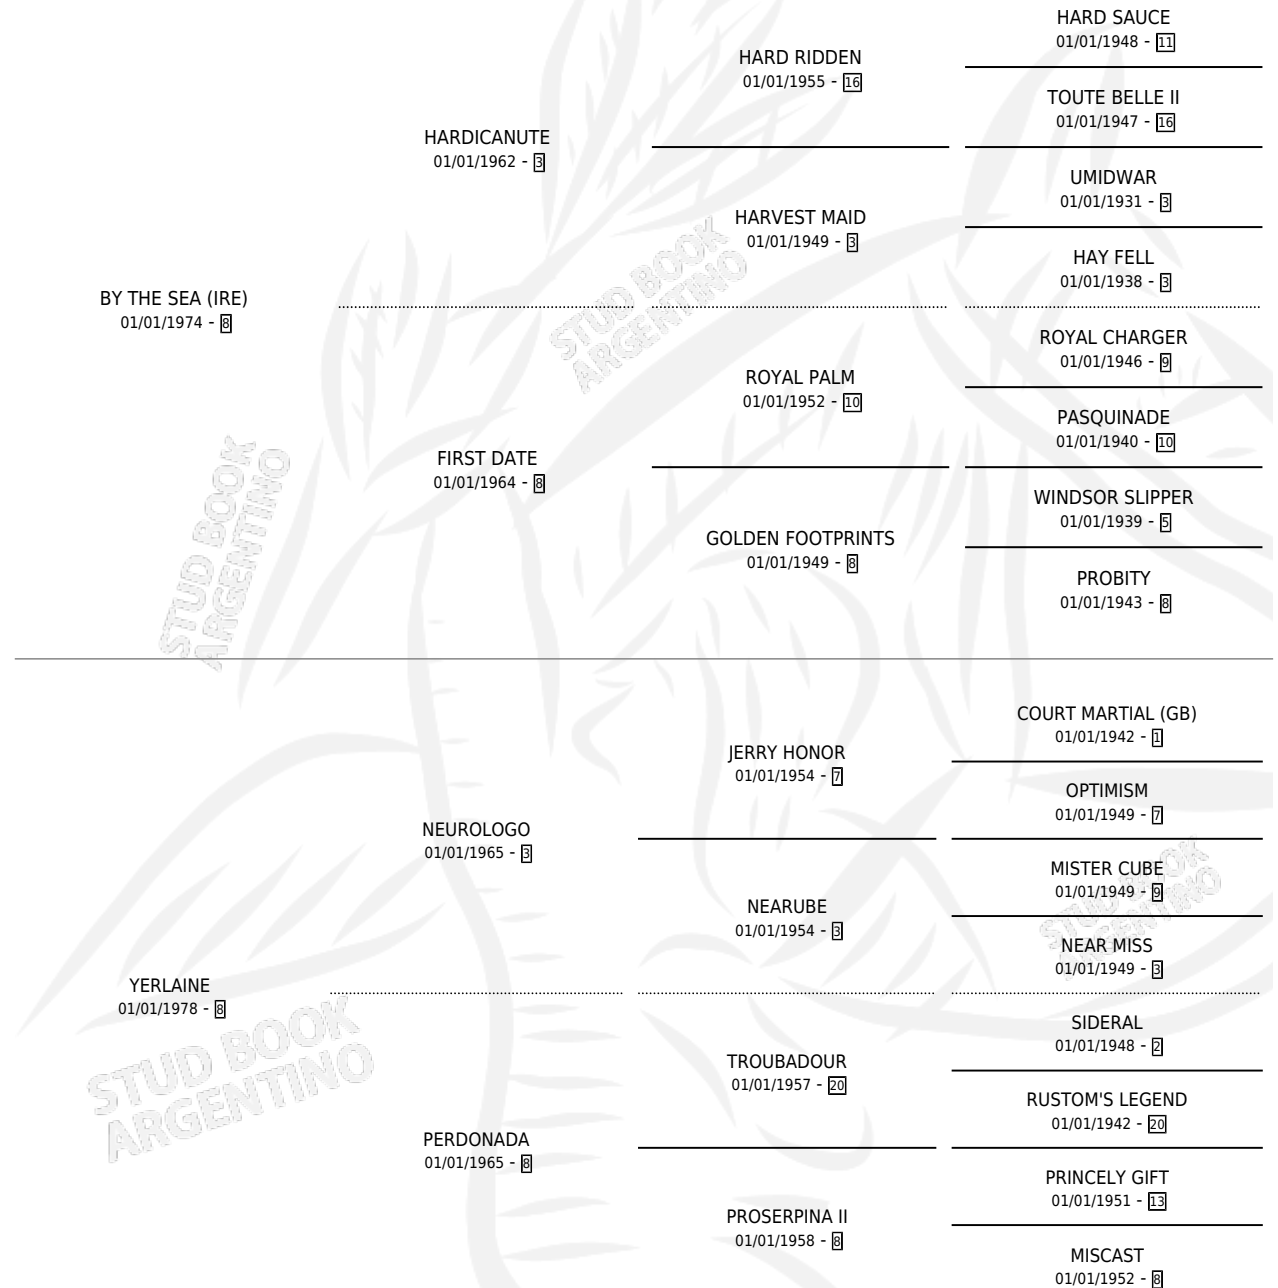 HARD SAUCE
01/01/1948 - 11
HARD RIDDEN
01/01/1955 - 16
TOUTE BELLE II
01/01/1947 - 16
HARDICANUTE
01/01/1962 - 3
UMIDWAR
01/01/1931 - 3
HARVEST MAID
01/01/1949 - 3
HAY FELL
01/01/1938 - 3
BY THE SEA (IRE)
01/01/1974 - 8
ROYAL CHARGER
01/01/1946 - 9
ROYAL PALM
01/01/1952 - 10
PASQUINADE
01/01/1940 - 10
FIRST DATE
01/01/1964 - 8
WINDSOR SLIPPER
01/01/1939 - 5
GOLDEN FOOTPRINTS
01/01/1949 - 8
PROBITY
01/01/1943 - 8
STUD BOOK
ARGENTINO
STUD BOOK
ARGENTINO
COURT MARTIAL (GB)
01/01/1942 - 1
JERRY HONOR
01/01/1954 - 7
OPTIMISM
01/01/1949 - 7
NEUROLOGO
01/01/1965 - 3
MISTER CUBE
01/01/1949 - 9
NEARUBE
01/01/1954 - 3
NEAR MISS
01/01/1949 - 3
STUD BOOK
ARGENTINO
YERLAINE
01/01/1978 - 8
SIDERAL
01/01/1948 - 2
TROUBADOUR
01/01/1957 - 20
RUSTOM'S LEGEND
01/01/1942 - 20
STUD BOOK
ARGENTINO
PERDONADA
01/01/1965 - 8
PRINCELY GIFT
01/01/1951 - 13
PROSERPINA II
01/01/1958 - 8
MISCAST
01/01/1952 - 8